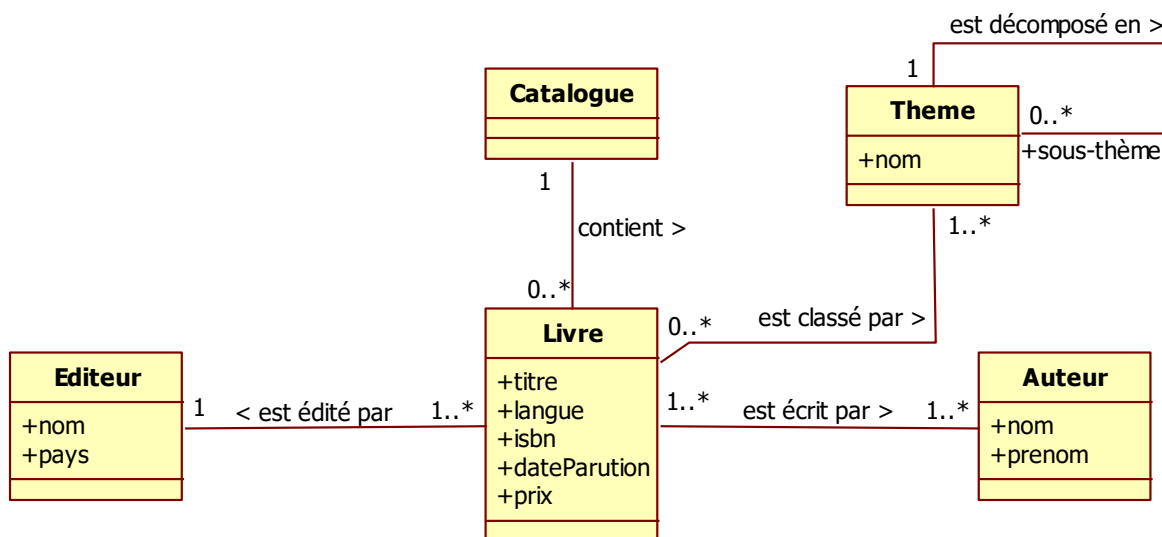 est décomposé en >
1
Catalogue
Theme
+nom
0..*
+sous-thème
1
contient >
0..*
1..*
est classé par >
0..*
Livre
+titre
+langue
+isbn
+dateParution
+prix
Editeur
+nom
+pays
1
< est édité par
1..*
1..*
est écrit par >
1..*
Auteur
+nom
+prenom